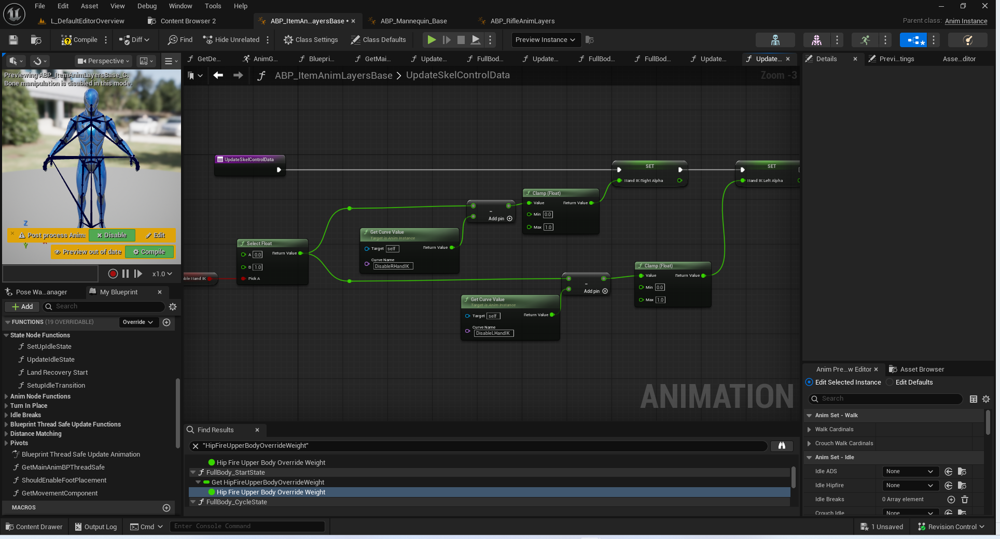 File Edit Asset View Debug Window Tools Help
L_DefaultEditorOverview
Content Browser 2
ABP_ItemAn...ayersBase *
ABP_Mannequin_Base
ABP_RifleAnimLayers
Parent class: Anim Instance
Compile
Diff
Find
Hide Unrelated
Class Settings
Class Defaults
Preview Instance
Perspective
Previewing ABP_ItemAnimLayersBase_C.
Bone manipulation is disabled in this mode.
Z
Y
Post process Anim:
Disable
Edit
Preview out of date
Compile
x1.0
Pose Wa...anager
My Blueprint
Add
Search
FUNCTIONS (19 OVERRIDABLE)
Override
State Node Functions
SetUpIdleState
UpdateIdleState
Land Recovery Start
SetupIdleTransition
Anim Node Functions
Turn In Place
Idle Breaks
Blueprint Thread Safe Update Functions
Distance Matching
Pivots
Blueprint Thread Safe Update Animation
GetMainAnimBPThreadSafe
ShouldEnableFootPlacement
GetMovementComponent
MACROS
GetDe...
AnimG...
Bluepri...
GetMai...
Update...
FullBod...
Update...
FullBod...
FullBod...
Update...
Update...
ABP_ItemAnimLayersBase > UpdateSkelControlData
Zoom -3
UpdateSkelControlData
SET
Hand IK Right Alpha
SET
Hand IK Left Alpha
Clamp (Float)
Value
Return Value
Min 0.0
Max 1.0
-
Add pin
Get Curve Value
Target is Anim Instance
Target self
Return Value
Curve Name
DisableRHandIK
Select Float
A 0.0
Return Value
B 1.0
Pick A
ble Hand IK
-
Add pin
Clamp (Float)
Value
Return Value
Min 0.0
Max 1.0
Get Curve Value
Target is Anim Instance
Target self
Return Value
Curve Name
DisableLHandIK
ANIMATION
Find Results
"HipFireUpperBodyOverrideWeight"
Hip Fire Upper Body Override Weight
FullBody_StartState
Get HipFireUpperBodyOverrideWeight
Hip Fire Upper Body Override Weight
FullBody_CycleState
Details
Previ...tings
Asse...ditor
Anim Pre...w Editor
Asset Browser
Edit Selected Instance
Edit Defaults
Search
Anim Set - Walk
Walk Cardinals
Crouch Walk Cardinals
Anim Set - Idle
Idle ADS
None
Idle Hipfire
None
Idle Breaks
0 Array element
Crouch Idle
None
Content Drawer
Output Log
Cmd
Enter Console Command
1 Unsaved
Revision Control